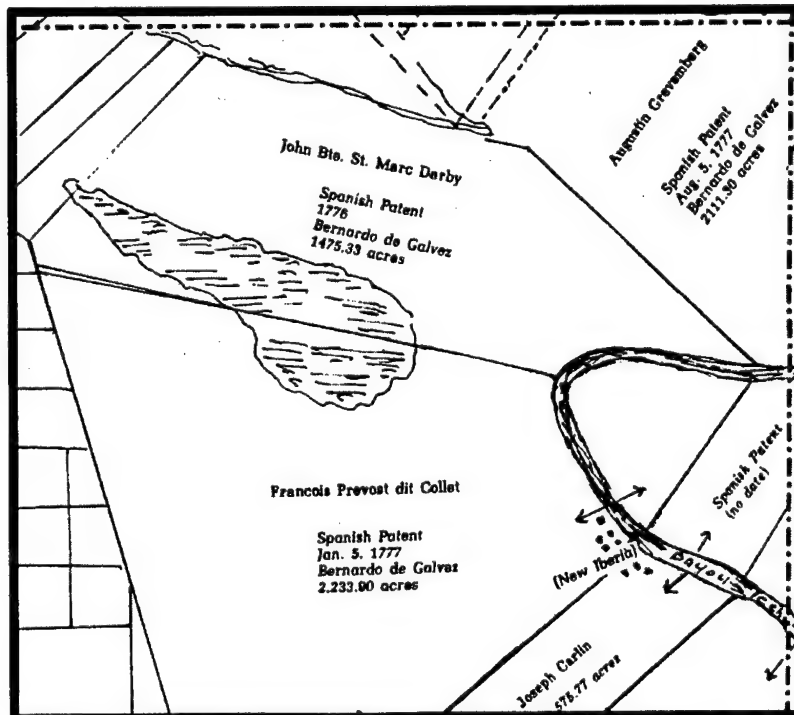 John Bte. St. Marc Derby
Spanish Patent
1776
Bernardo de Galvez
1475.33 acres
Augustin Grevemberg
Spanish Patent
Aug. 5. 1777
Bernardo de Galvez
2111.30 acres
Francois Prevost dit Collet
Spanish Patent
Jan. 5. 1777
Bernardo de Galvez
2.233.90 acres
Spanish Patent
(no date)
(New Iberia)
BAYOU
Joseph Carlin
575.77 acres